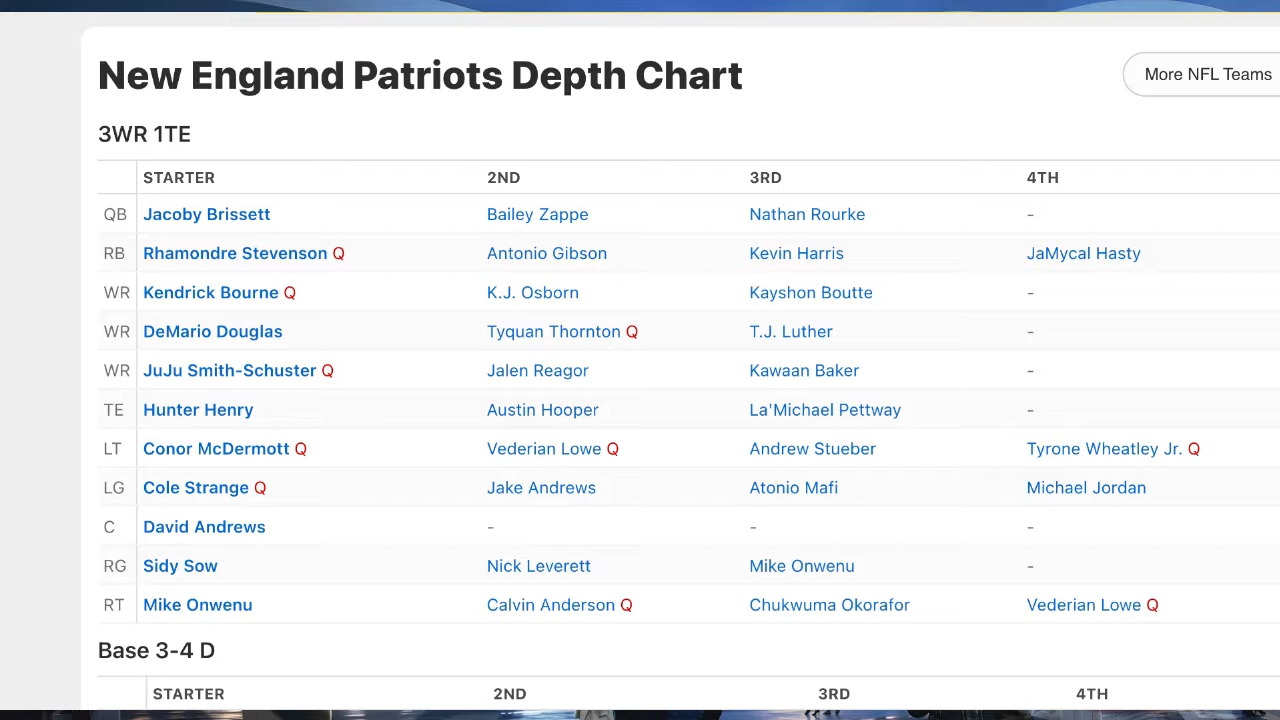 New England Patriots Depth Chart
More NFL Teams
3WR 1TE
STARTER 2ND 3RD 4TH
QB Jacoby Brissett Bailey Zappe Nathan Rourke -
RB Rhamondre Stevenson Q Antonio Gibson Kevin Harris JaMycal Hasty
WR Kendrick Bourne Q K.J. Osborn Kayshon Boutte -
WR DeMario Douglas Tyquan Thornton Q T.J. Luther -
WR JuJu Smith-Schuster Q Jalen Reagor Kawaan Baker -
TE Hunter Henry Austin Hooper La'Michael Pettway -
LT Conor McDermott Q Vederian Lowe Q Andrew Stueber Tyrone Wheatley Jr. Q
LG Cole Strange Q Jake Andrews Atonio Mafi Michael Jordan
C David Andrews - - -
RG Sidy Sow Nick Leverett Mike Onwenu -
RT Mike Onwenu Calvin Anderson Q Chukwuma Okorafor Vederian Lowe Q
Base 3-4 D
STARTER 2ND 3RD 4TH